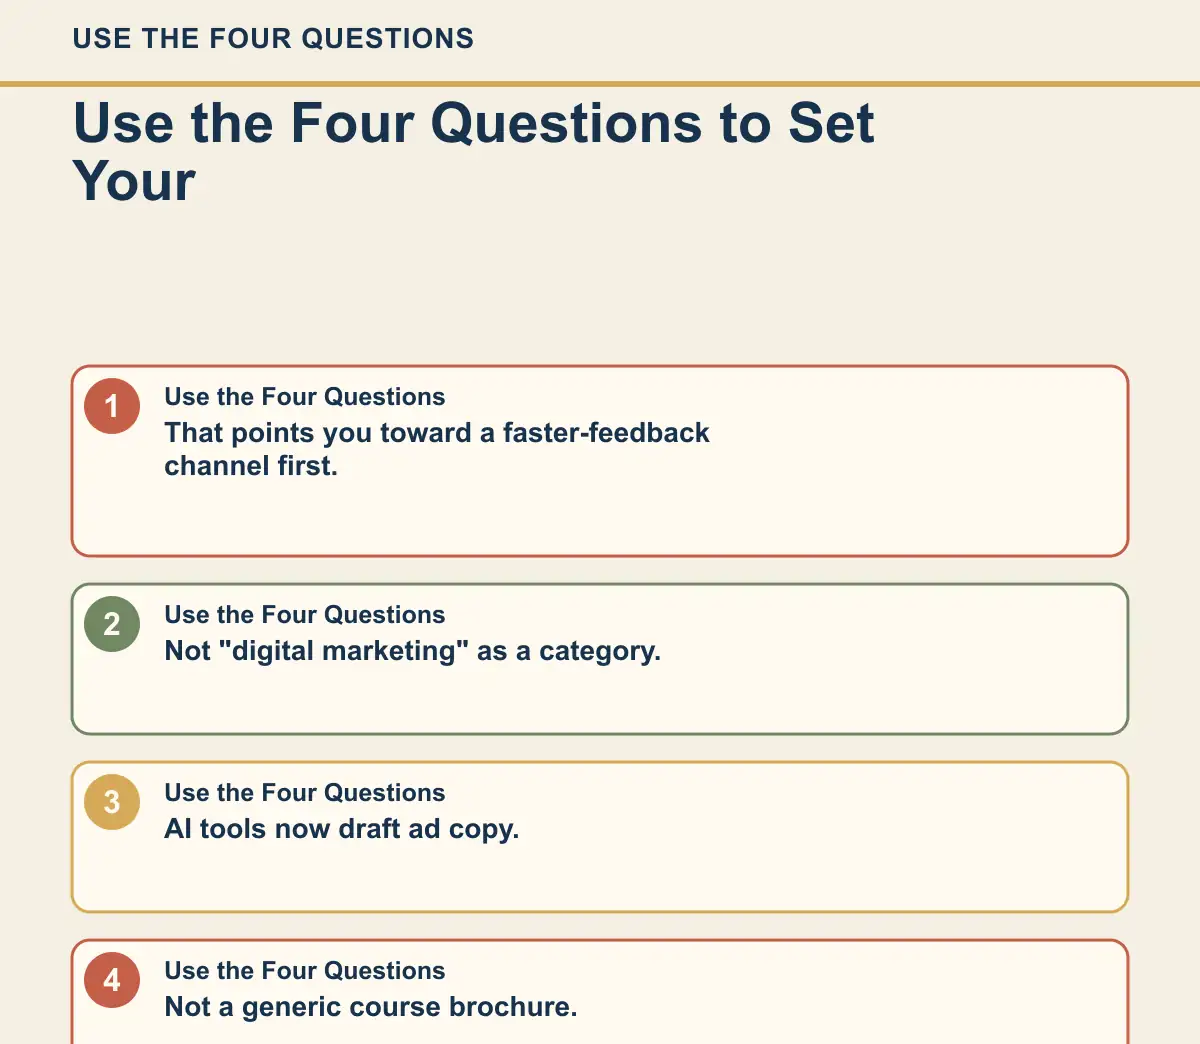 USE THE FOUR QUESTIONS
Use the Four Questions to Set
Your
1
Use the Four Questions
That points you toward a faster-feedback
channel first.
2
Use the Four Questions
Not "digital marketing" as a category.
3
Use the Four Questions
AI tools now draft ad copy.
4
Use the Four Questions
Not a generic course brochure.